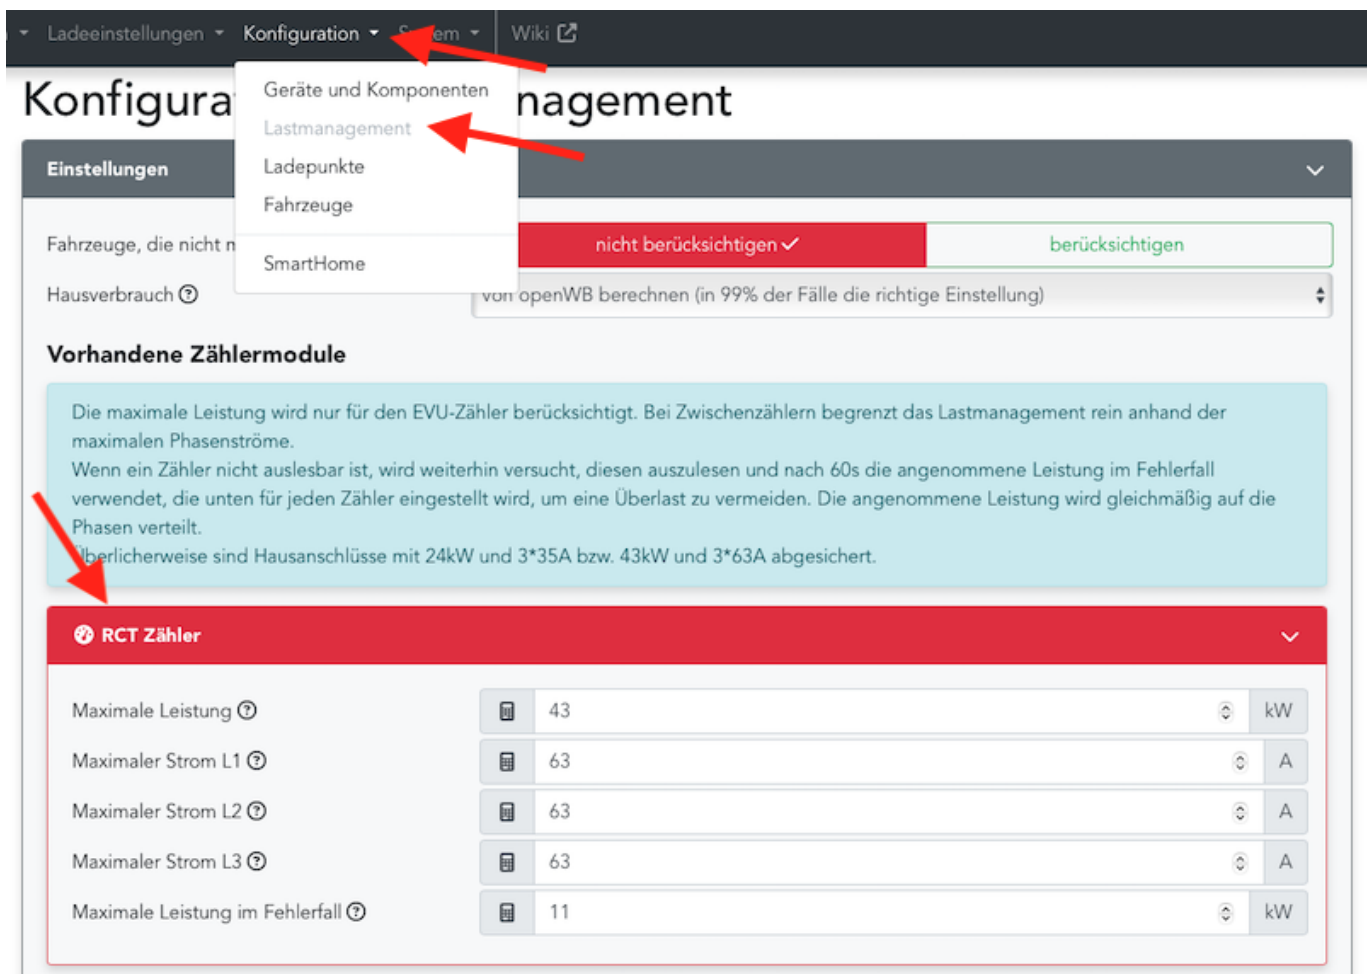 Ladeeinstellungen Konfiguration Wiki
Konfigura nagement
Geräte und Komponenten
Lastmanagement
Ladepunkte
Fahrzeuge
SmartHome
Einstellungen
Fahrzeuge, die nicht nicht berücksichtigen berücksichtigen
Hausverbrauch von openWB berechnen (in 99% der Fälle die richtige Einstellung)
Vorhandene Zählermodule
Die maximale Leistung wird nur für den EVU-Zähler berücksichtigt. Bei Zwischenzählern begrenzt das Lastmanagement rein anhand der
maximalen Phasenströme.
Wenn ein Zähler nicht auslesbar ist, wird weiterhin versucht, diesen auszulesen und nach 60s die angenommene Leistung im Fehlerfall
verwendet, die unten für jeden Zähler eingestellt wird, um eine Überlast zu vermeiden. Die angenommene Leistung wird gleichmäßig auf die
Phasen verteilt.
Überlicherweise sind Hausanschlüsse mit 24kW und 3*35A bzw. 43kW und 3*63A abgesichert.
RCT Zähler
Maximale Leistung 43 kW
Maximaler Strom L1 63 A
Maximaler Strom L2 63 A
Maximaler Strom L3 63 A
Maximale Leistung im Fehlerfall 11 kW